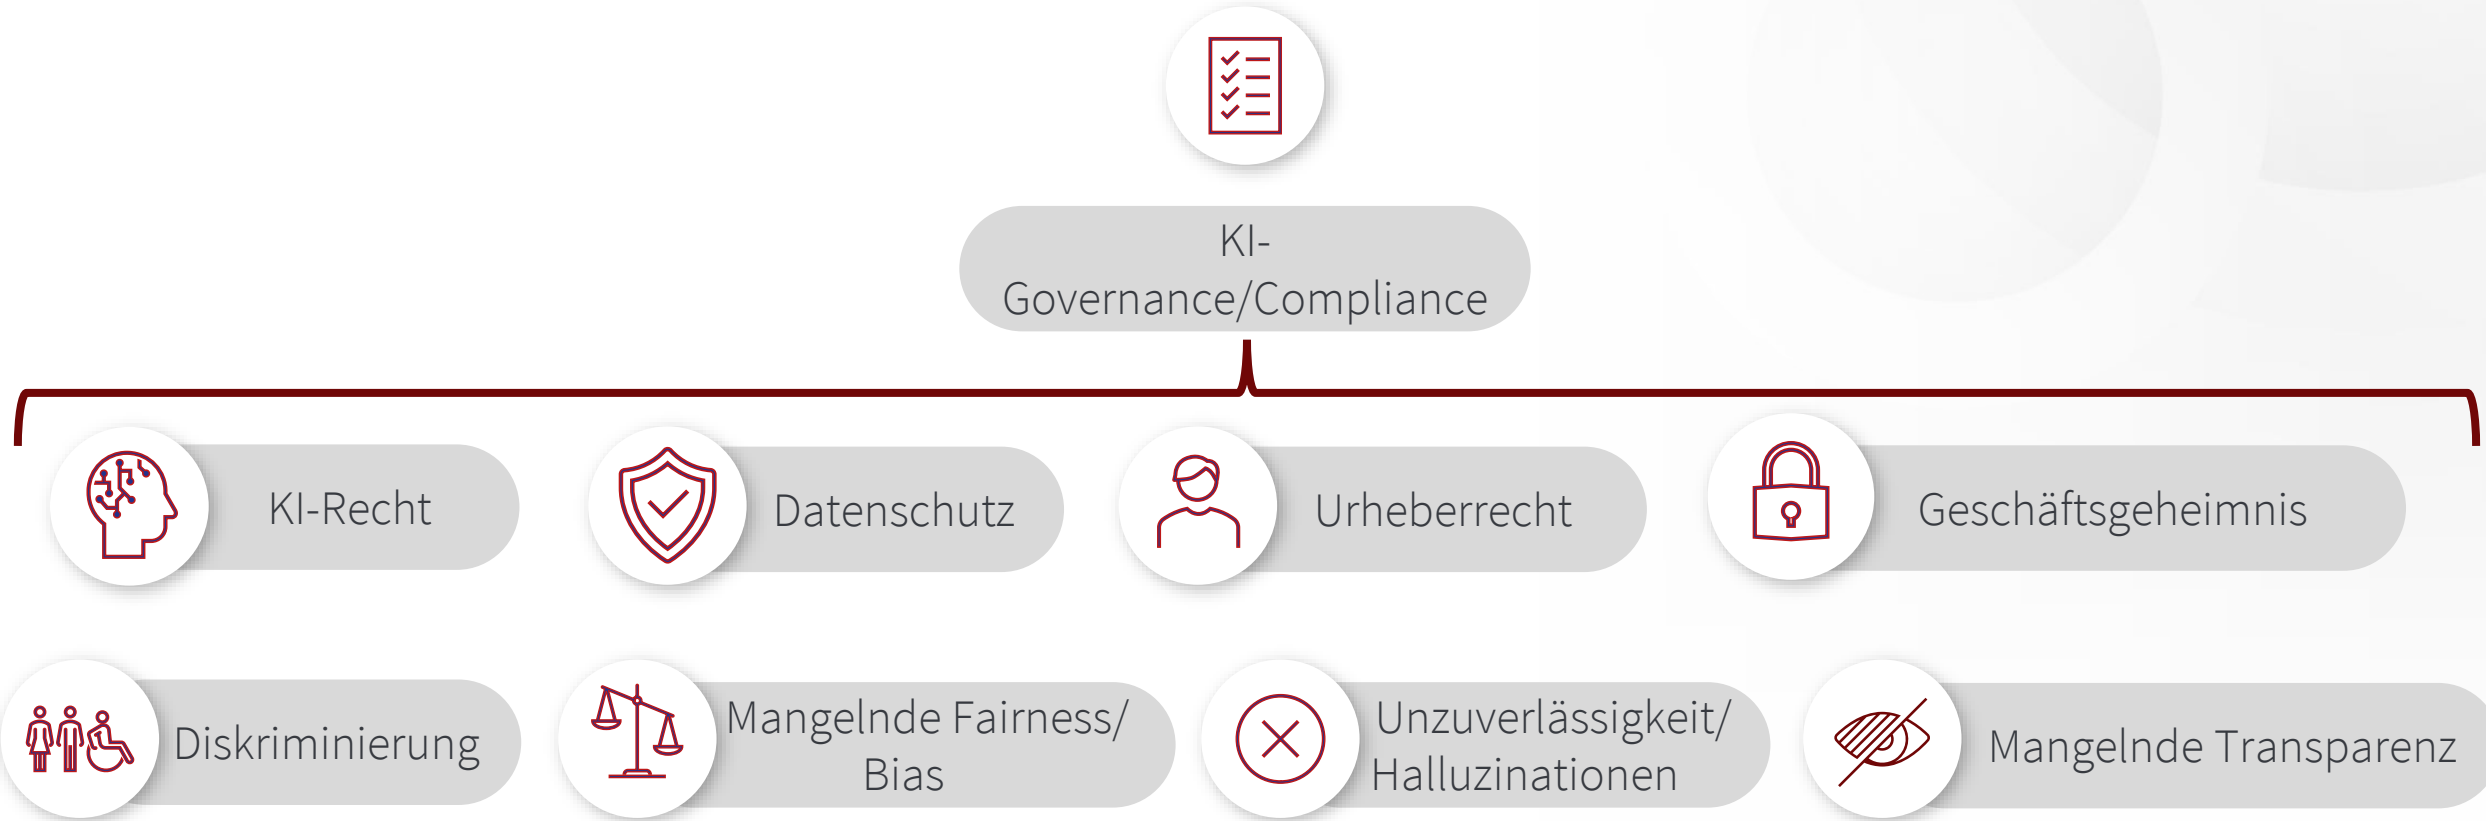 KI-
Governance/Compliance
KI-Recht
Datenschutz
Urheberrecht
Geschäftsgeheimnis
Diskriminierung
Mangelnde Fairness/
Bias
Unzuverlässigkeit/
Halluzinationen
Mangelnde Transparenz